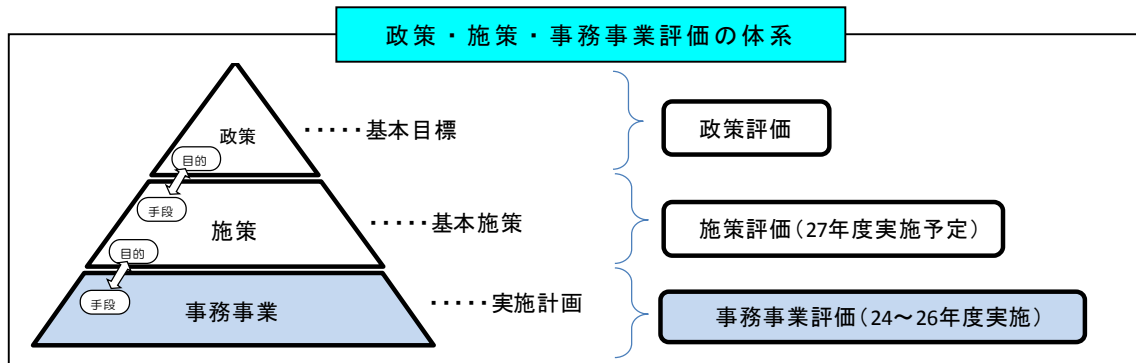 政策・施策・事務事業評価の体系
政策
‥‥‥基本目標
政策評価
目的
手段
施策
‥‥‥基本施策
施策評価（27年度実施予定）
目的
手段
事務事業
‥‥‥実施計画
事務事業評価（24～26年度実施）